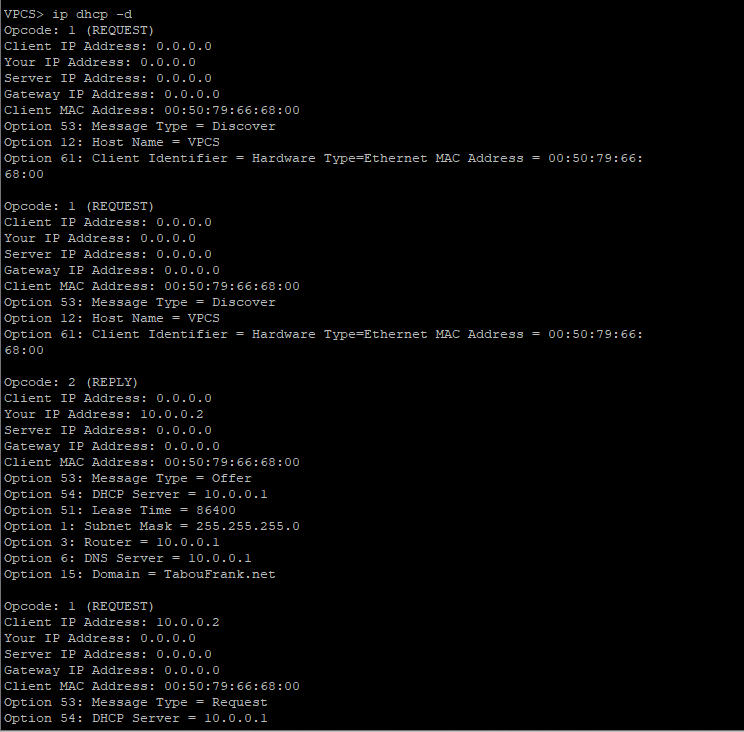 VPCS> ip dhcp -d
Opcode: 1 (REQUEST)
Client IP Address: 0.0.0.0
Your IP Address: 0.0.0.0
Server IP Address: 0.0.0.0
Gateway IP Address: 0.0.0.0
Client MAC Address: 00:50:79:66:68:00
Option 53: Message Type = Discover
Option 12: Host Name = VPCS
Option 61: Client Identifier = Hardware Type=Ethernet MAC Address = 00:50:79:66:
68:00

Opcode: 1 (REQUEST)
Client IP Address: 0.0.0.0
Your IP Address: 0.0.0.0
Server IP Address: 0.0.0.0
Gateway IP Address: 0.0.0.0
Client MAC Address: 00:50:79:66:68:00
Option 53: Message Type = Discover
Option 12: Host Name = VPCS
Option 61: Client Identifier = Hardware Type=Ethernet MAC Address = 00:50:79:66:
68:00

Opcode: 2 (REPLY)
Client IP Address: 0.0.0.0
Your IP Address: 10.0.0.2
Server IP Address: 0.0.0.0
Gateway IP Address: 0.0.0.0
Client MAC Address: 00:50:79:66:68:00
Option 53: Message Type = Offer
Option 54: DHCP Server = 10.0.0.1
Option 51: Lease Time = 86400
Option 1: Subnet Mask = 255.255.255.0
Option 3: Router = 10.0.0.1
Option 6: DNS Server = 10.0.0.1
Option 15: Domain = TabouFrank.net

Opcode: 1 (REQUEST)
Client IP Address: 10.0.0.2
Your IP Address: 0.0.0.0
Server IP Address: 0.0.0.0
Gateway IP Address: 0.0.0.0
Client MAC Address: 00:50:79:66:68:00
Option 53: Message Type = Request
Option 54: DHCP Server = 10.0.0.1